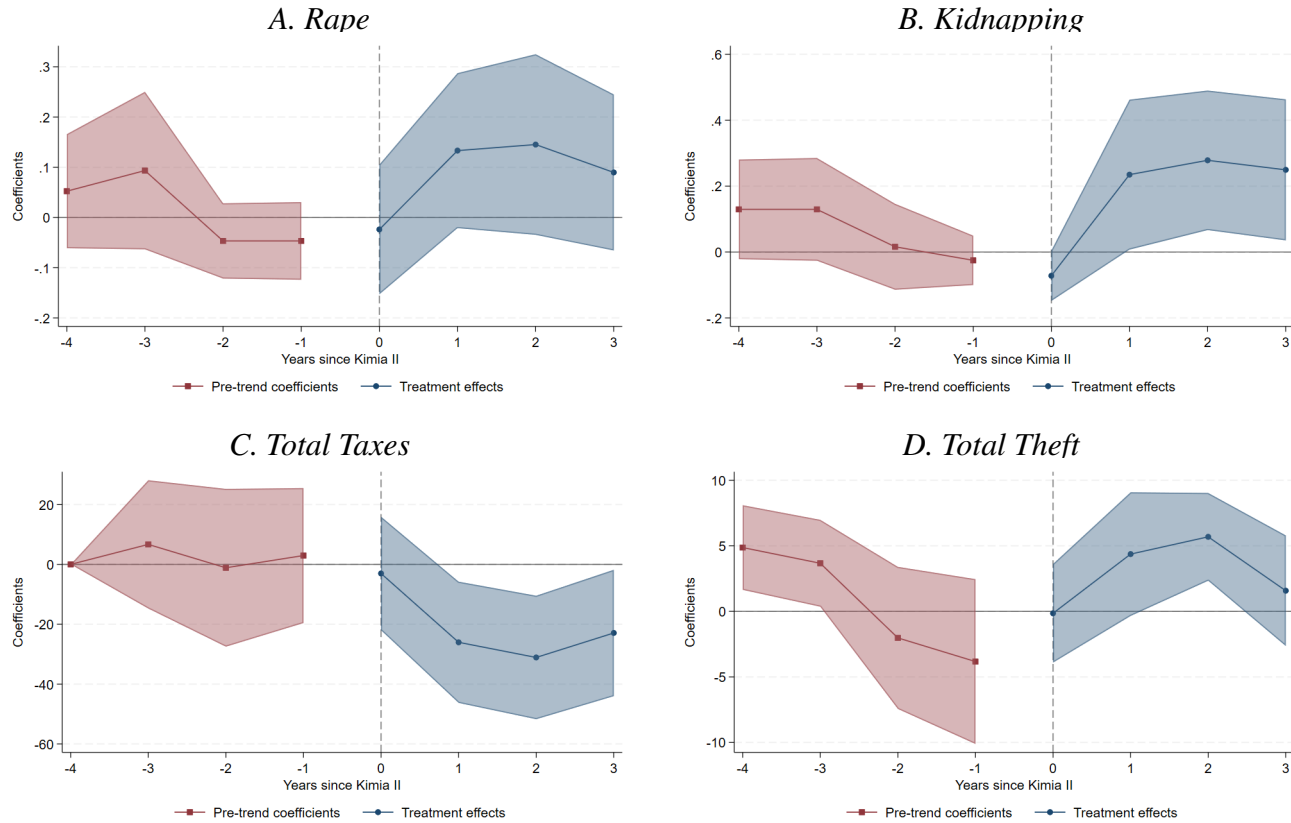 A. Rape
.3
.2
.1
0
-.1
-.2
Coefficients
-4 -3 -2 -1 0 1 2 3
Years since Kimia II
Pre-trend coefficients Treatment effects
B. Kidnapping
.6
.4
.2
0
-.2
Coefficients
-4 -3 -2 -1 0 1 2 3
Years since Kimia II
Pre-trend coefficients Treatment effects
C. Total Taxes
20
0
-20
-40
-60
Coefficients
-4 -3 -2 -1 0 1 2 3
Years since Kimia II
Pre-trend coefficients Treatment effects
D. Total Theft
10
5
0
-5
-10
Coefficients
-4 -3 -2 -1 0 1 2 3
Years since Kimia II
Pre-trend coefficients Treatment effects